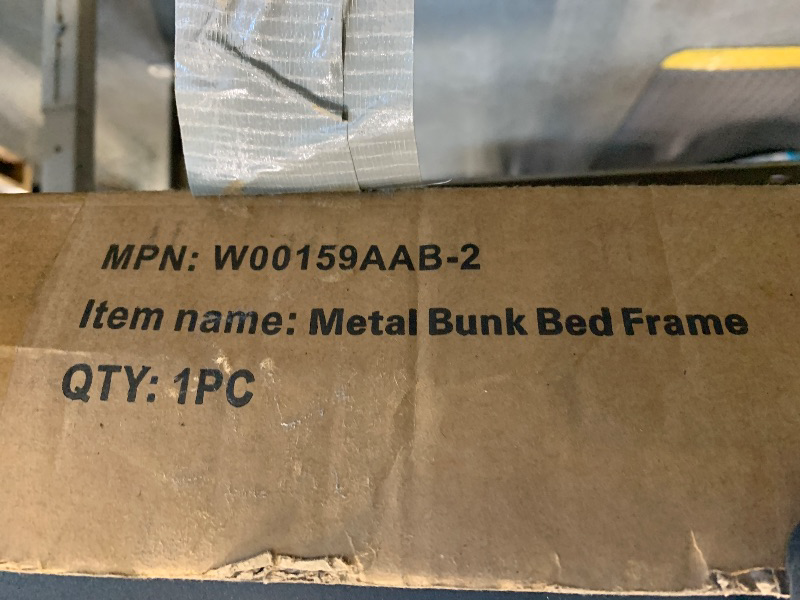 MPN: W00159AAB-2
Item name: Metal Bunk Bed Frame
QTY: 1PC